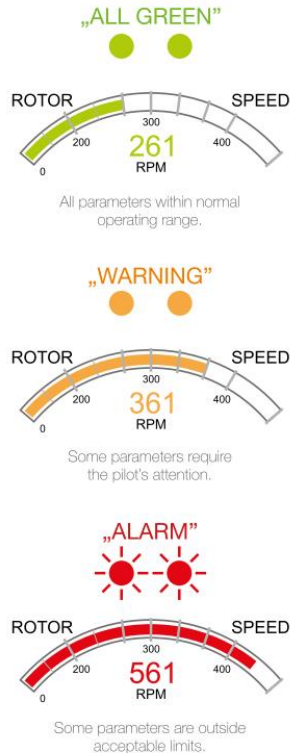 „ALL GREEN”
ROTOR SPEED
0 200 300 400
261
RPM
All parameters within normal
operating range.
„WARNING”
ROTOR SPEED
0 200 300 400
361
RPM
Some parameters require
the pilot's attention.
„ALARM”
ROTOR SPEED
0 200 300 400
561
RPM
Some parameters are outside
acceptable limits.